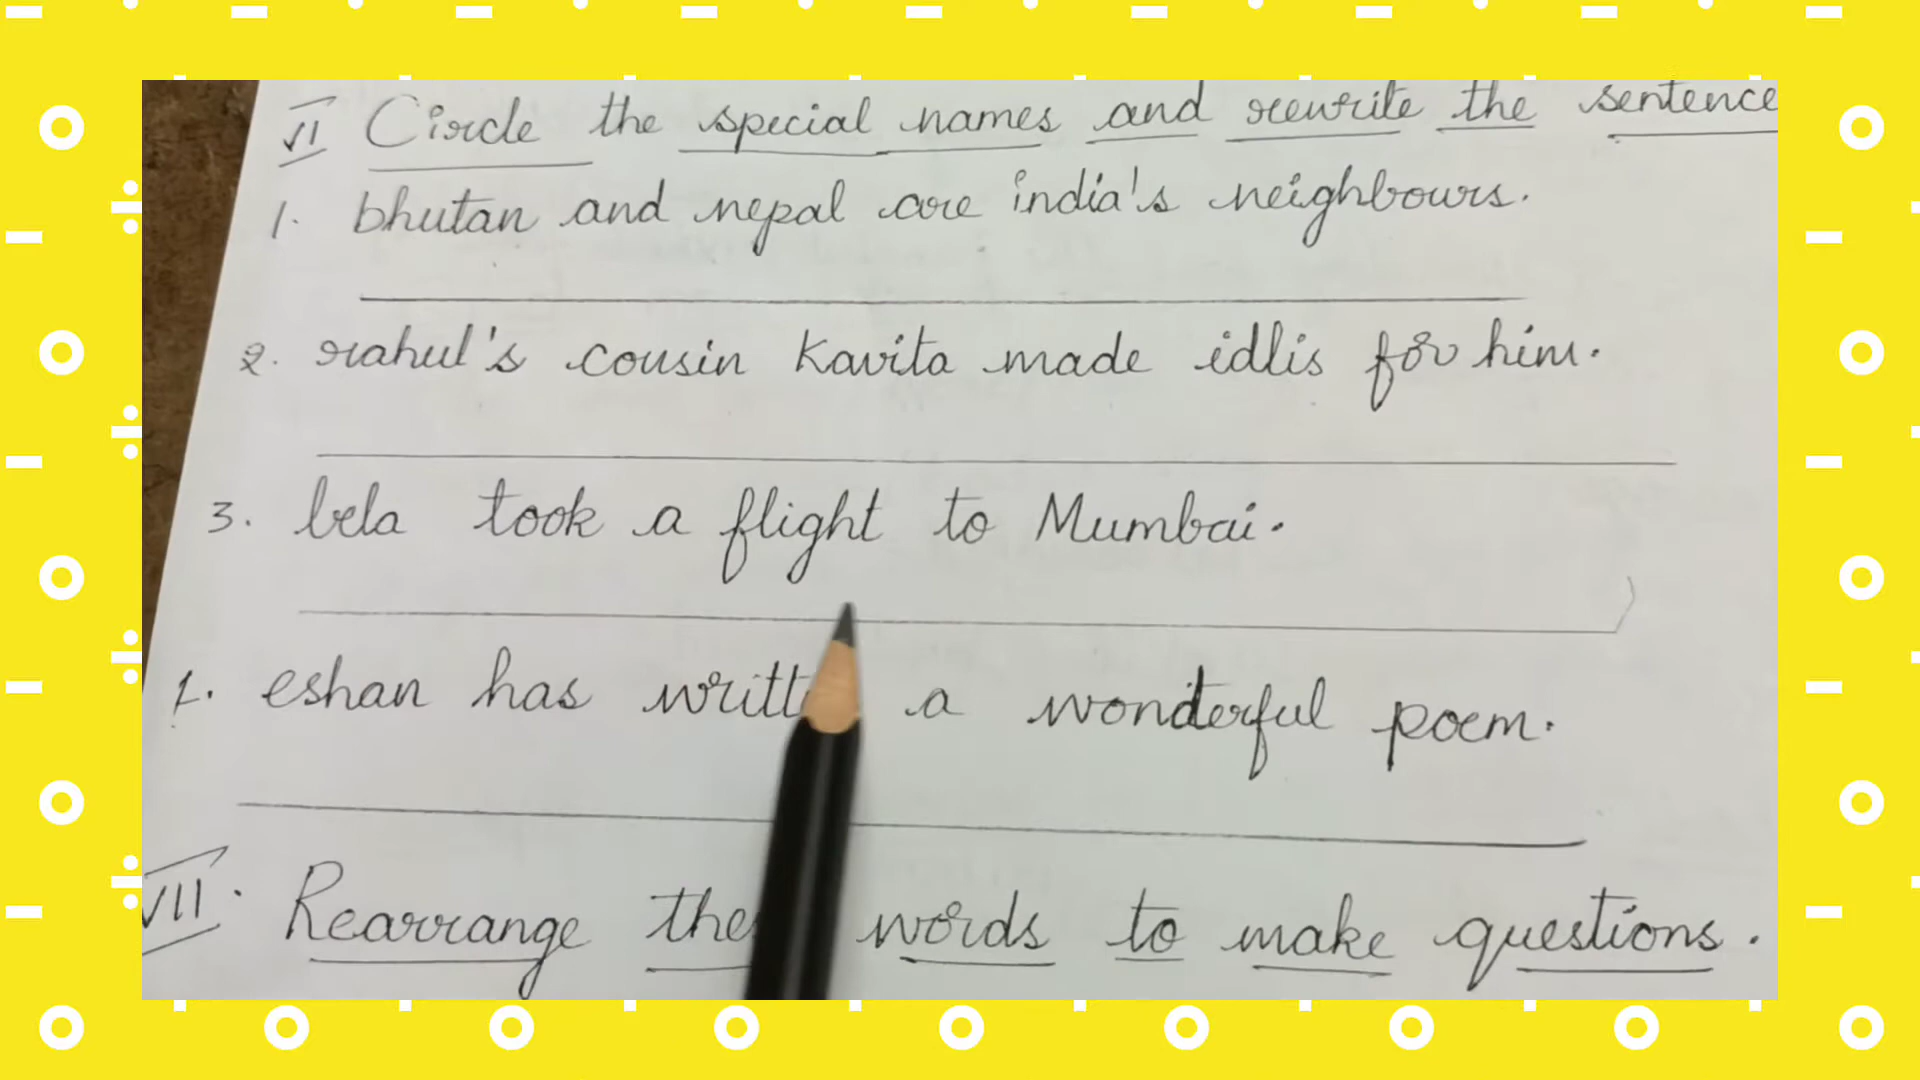 VI Circle the special names and rewrite the sentence
1. bhutan and nepal are india's neighbours.
2. rahul's cousin Kavita made idlis for him.
3. bela took a flight to Mumbai.
eshan has a wonderful poem.
VII. Rearrange the words to make questions.